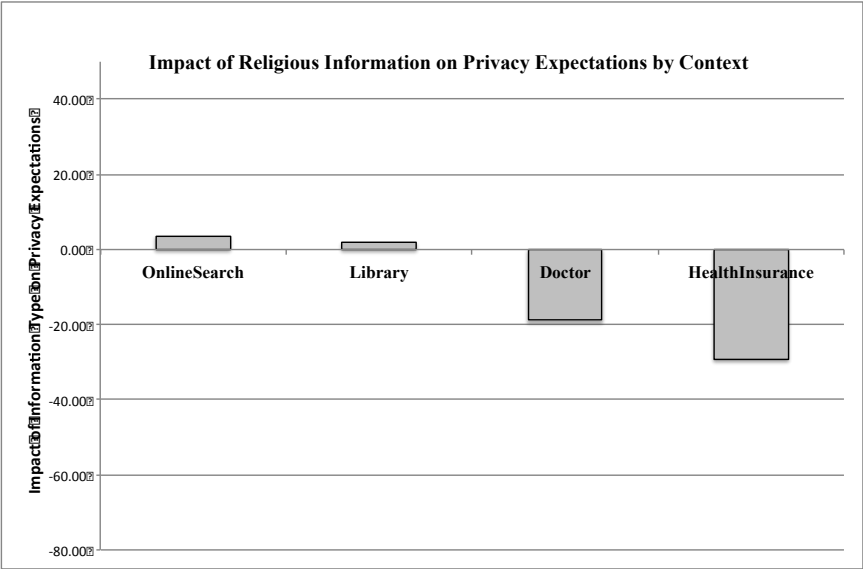 Impact of Religious Information on Privacy Expectations by Context
Impact of Information Type on Privacy Expectations
40.00
20.00
0.00
-20.00
-40.00
-60.00
-80.00
OnlineSearch
Library
Doctor
HealthInsurance